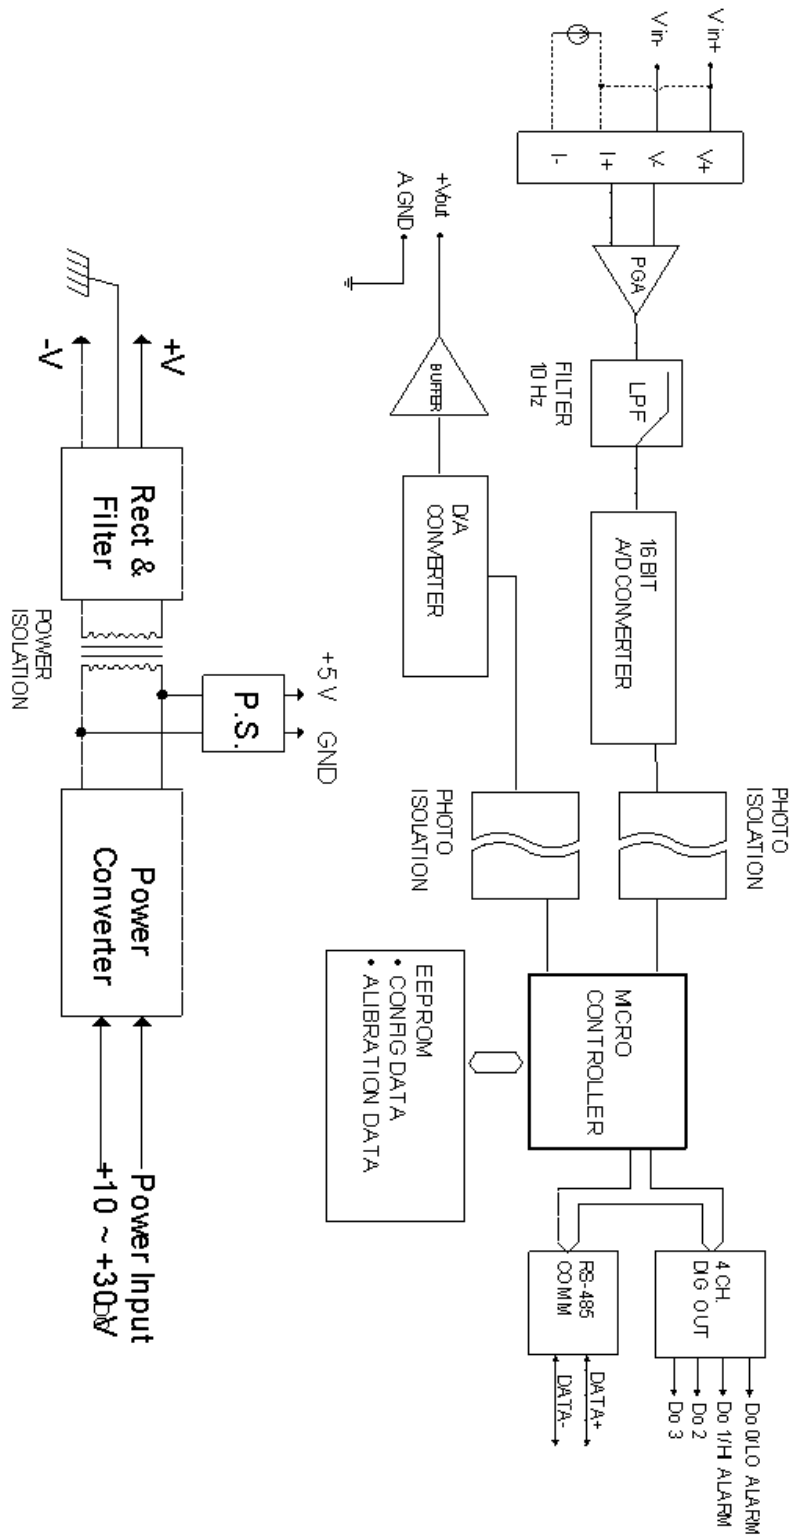 V in+
V in-
V+
V-
I+
I-
PGA
LPF
FILTER
10 Hz
16 BIT
A/D CONVERTER
PHOTO
ISOLATION
MICRO
CONTROLLER
4 CH.
DIG OUT
Do 0/LO ALARM
Do 1/HI ALARM
Do 2
Do 3
RS-485
COMM
DATA+
DATA-
+Vout
A GND
BUFFER
D/A
CONVERTER
PHOTO
ISOLATION
EEPROM
• CONFIG DATA
• ALIBRATION DATA
+5 V
GND
P.S.
+V
-V
Rect &
Filter
POWER
ISOLATION
Power
Converter
Power Input
+10 ~ +30